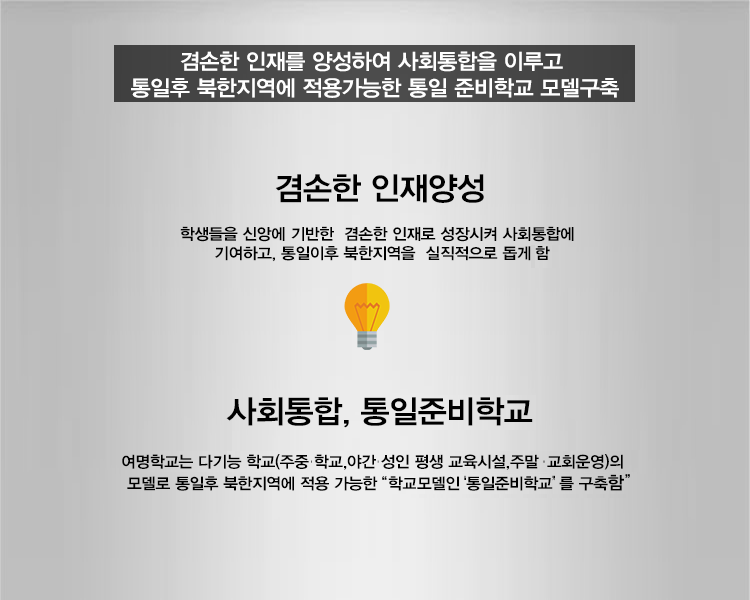 겸손한 인재를 양성하여 사회통합을 이루고
통일후 북한지역에 적용가능한 통일 준비학교 모델구축
겸손한 인재양성
학생들을 신앙에 기반한 겸손한 인재로 성장시켜 사회통합에
기여하고, 통일이후 북한지역을 실직적으로 돕게 함
사회통합, 통일준비학교
여명학교는 다기능 학교(주중·학교,야간·성인 평생 교육시설,주말·교회운영)의
모델로 통일후 북한지역에 적용 가능한 “학교모델인 ‘통일준비학교’ 를 구축함”